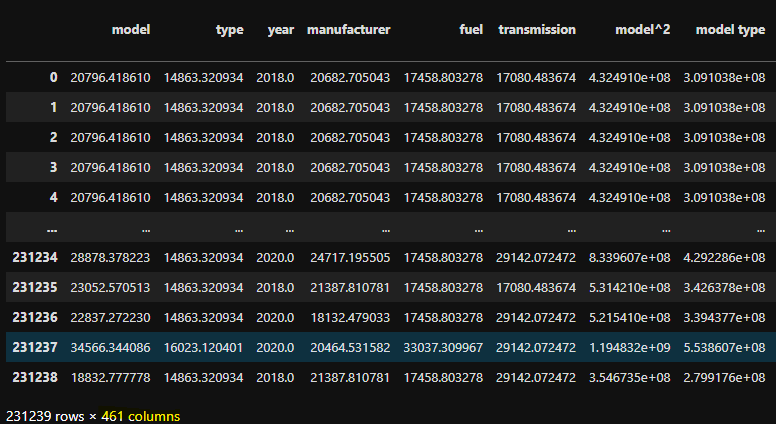 model type year manufacturer fuel transmission model^2 model type
0 20796.418610 14863.320934 2018.0 20682.705043 17458.803278 17080.483674 4.324910e+08 3.091038e+08
1 20796.418610 14863.320934 2018.0 20682.705043 17458.803278 17080.483674 4.324910e+08 3.091038e+08
2 20796.418610 14863.320934 2018.0 20682.705043 17458.803278 17080.483674 4.324910e+08 3.091038e+08
3 20796.418610 14863.320934 2018.0 20682.705043 17458.803278 17080.483674 4.324910e+08 3.091038e+08
4 20796.418610 14863.320934 2018.0 20682.705043 17458.803278 17080.483674 4.324910e+08 3.091038e+08
... ... ... ... ... ... ... ... ...
231234 28878.378223 14863.320934 2020.0 24717.195505 17458.803278 29142.072472 8.339607e+08 4.292286e+08
231235 23052.570513 14863.320934 2018.0 21387.810781 17458.803278 17080.483674 5.314210e+08 3.426378e+08
231236 22837.272230 14863.320934 2020.0 18132.479033 17458.803278 29142.072472 5.215410e+08 3.394377e+08
231237 34566.344086 16023.120401 2020.0 20464.531582 33037.309967 29142.072472 1.194832e+09 5.538607e+08
231238 18832.777778 14863.320934 2018.0 21387.810781 17458.803278 29142.072472 3.546735e+08 2.799176e+08
231239 rows × 461 columns